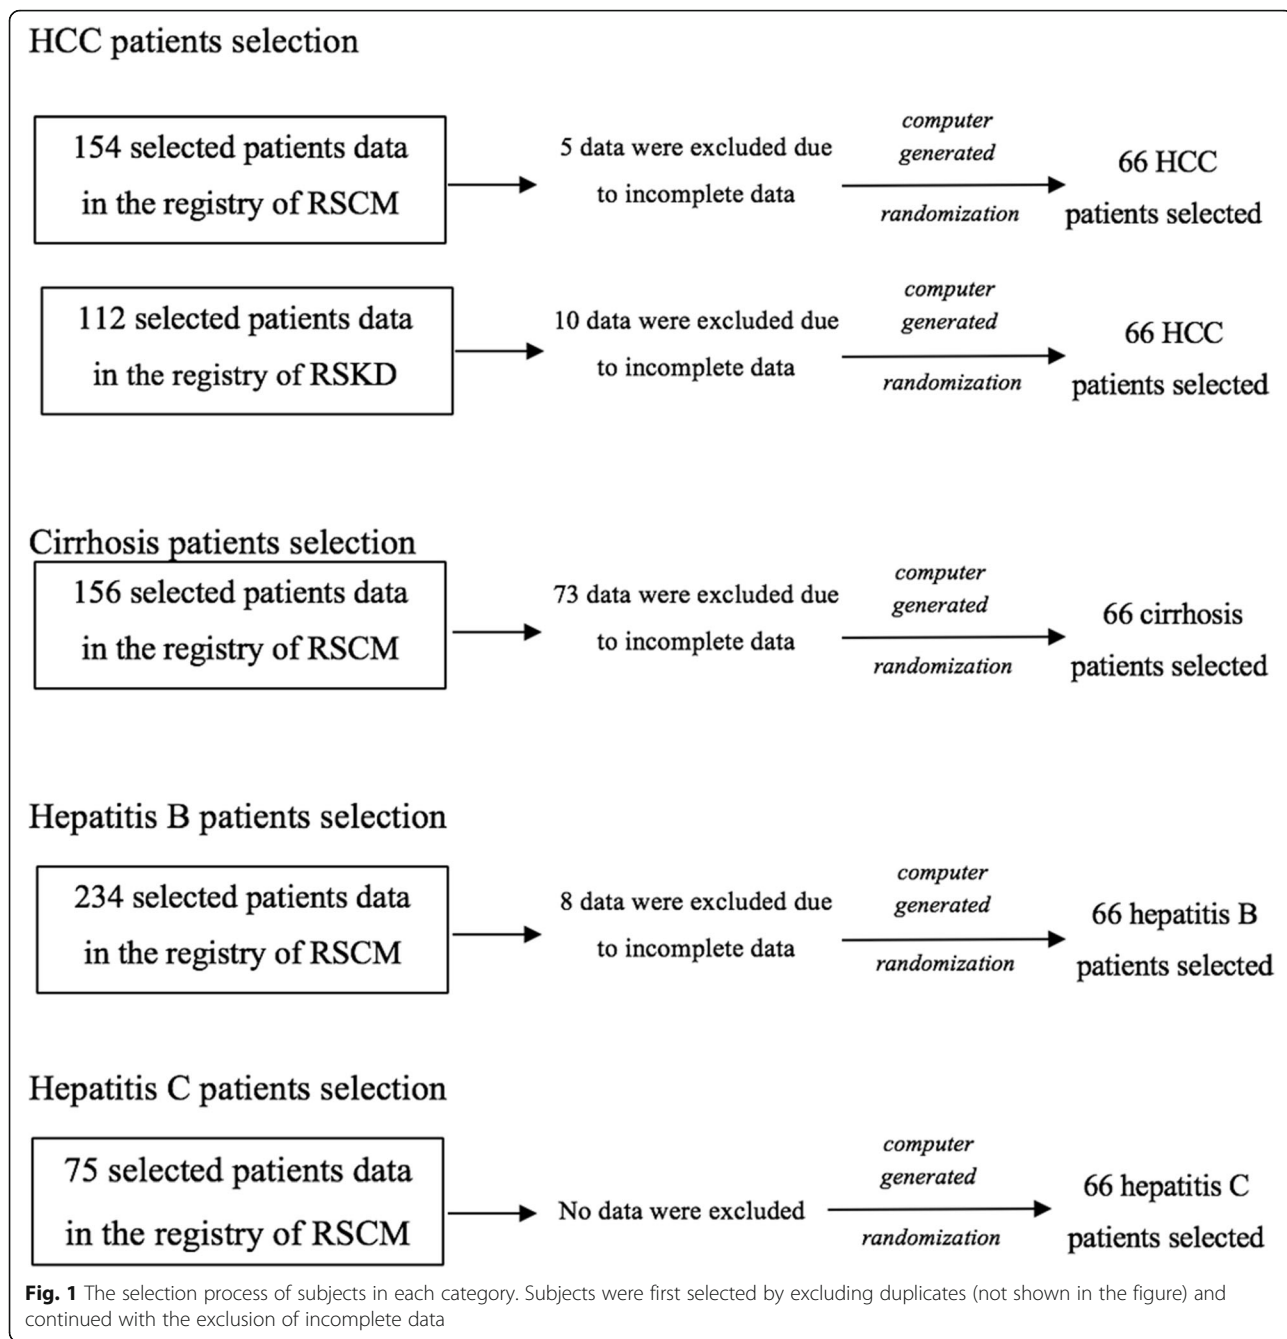 HCC patients selection
154 selected patients data
in the registry of RSCM
5 data were excluded due
to incomplete data
computer
generated
randomization
66 HCC
patients selected
112 selected patients data
in the registry of RSKD
10 data were excluded due
to incomplete data
computer
generated
randomization
66 HCC
patients selected
Cirrhosis patients selection
156 selected patients data
in the registry of RSCM
73 data were excluded due
to incomplete data
computer
generated
randomization
66 cirrhosis
patients selected
Hepatitis B patients selection
234 selected patients data
in the registry of RSCM
8 data were excluded due
to incomplete data
computer
generated
randomization
66 hepatitis B
patients selected
Hepatitis C patients selection
75 selected patients data
in the registry of RSCM
No data were excluded
computer
generated
randomization
66 hepatitis C
patients selected
Fig. 1 The selection process of subjects in each category. Subjects were first selected by excluding duplicates (not shown in the figure) and
continued with the exclusion of incomplete data